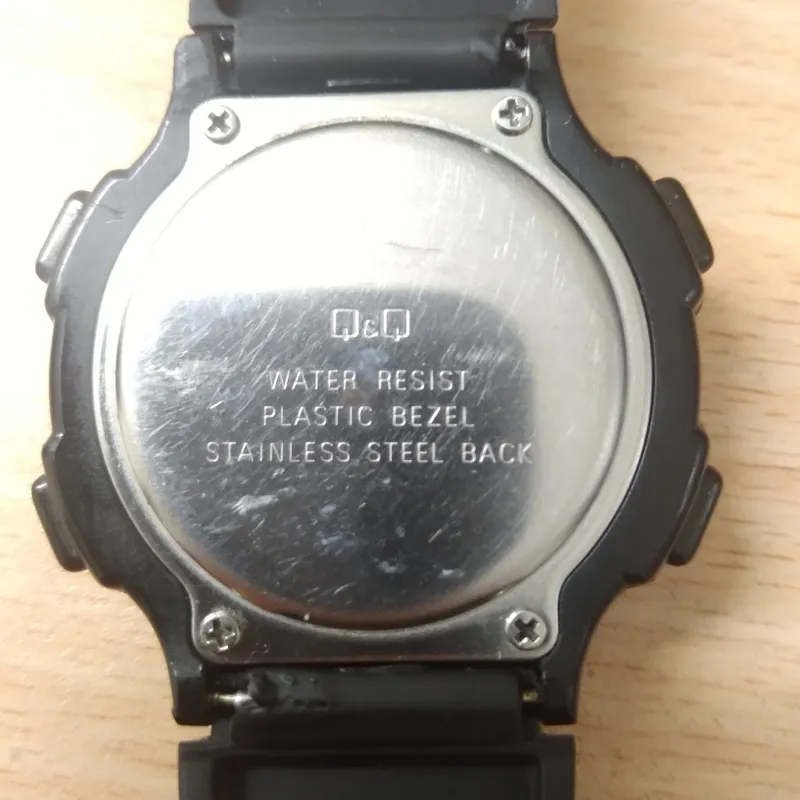 Q&Q
WATER RESIST
PLASTIC BEZEL
STAINLESS STEEL BACK